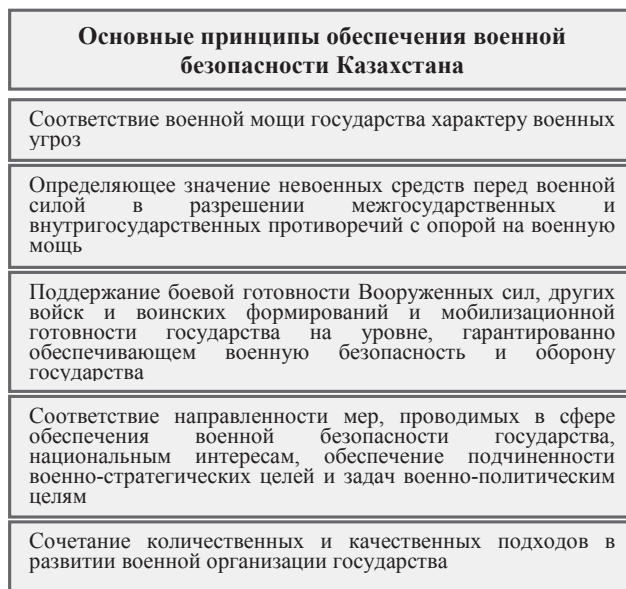 Основные принципы обеспечения военной
безопасности Казахстана
Соответствие военной мощи государства характеру военных
угроз
Определяющее значение невоенных средств перед военной
силой в разрешении межгосударственных и
внутригосударственных противоречий с опорой на военную
мощь
Поддержание боевой готовности Вооруженных сил, других
войск и воинских формирований и мобилизационной
готовности государства на уровне, гарантированно
обеспечивающем военную безопасность и оборону
государства
Соответствие направленности мер, проводимых в сфере
обеспечения военной безопасности государства,
национальным интересам, обеспечение подчиненности
военно-стратегических целей и задач военно-политическим
целям
Сочетание количественных и качественных подходов в
развитии военной организации государства